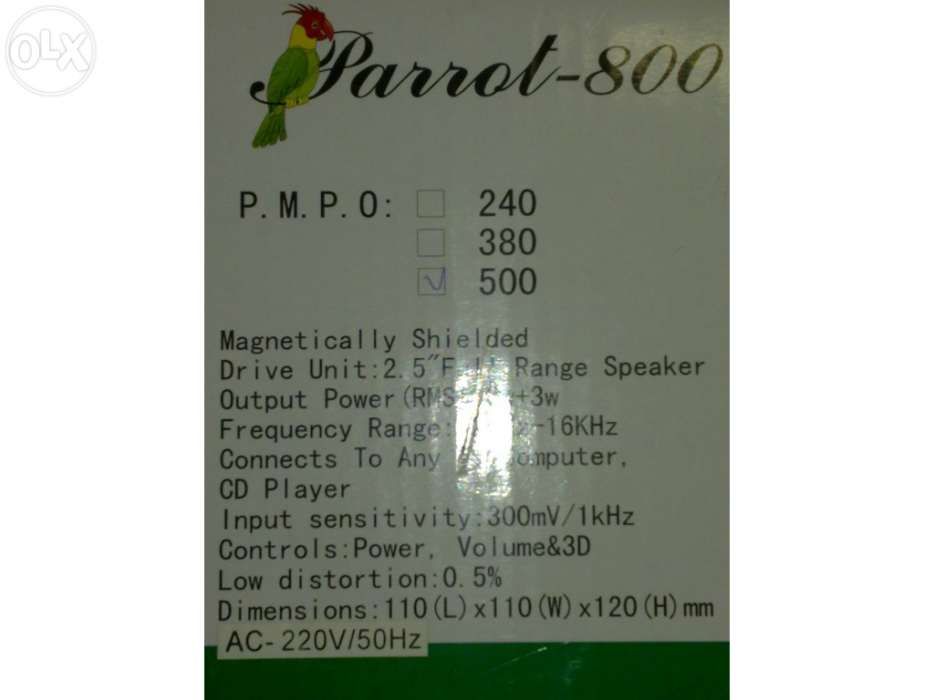 OLX
Parrot-800
P.M.P.O: 240
380
500
Magnetically Shielded
Drive Unit:2.5" Range Speaker
Output Power(RMS +3w
Frequency Range: -16KHz
Connects To Any Computer,
CD Player
Input sensitivity:300mV/1kHz
Controls:Power, Volume&3D
Low distortion:0.5%
Dimensions:110(L)x110(W)x120(H)mm
AC-220V/50Hz